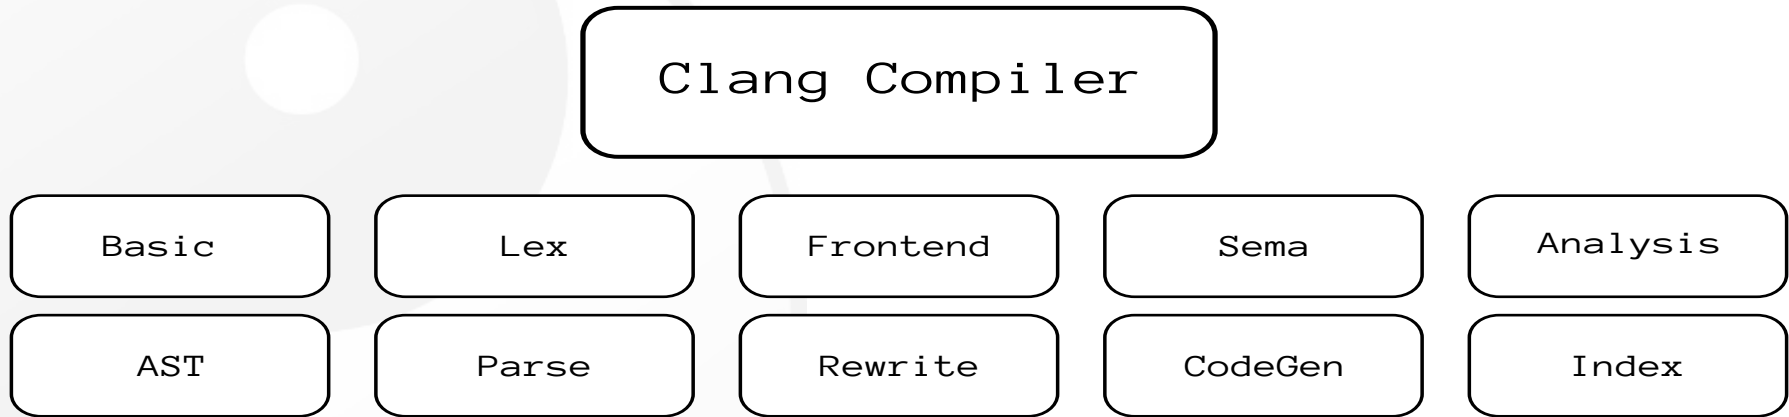 Clang Compiler
Basic
Lex
Frontend
Sema
Analysis
AST
Parse
Rewrite
CodeGen
Index